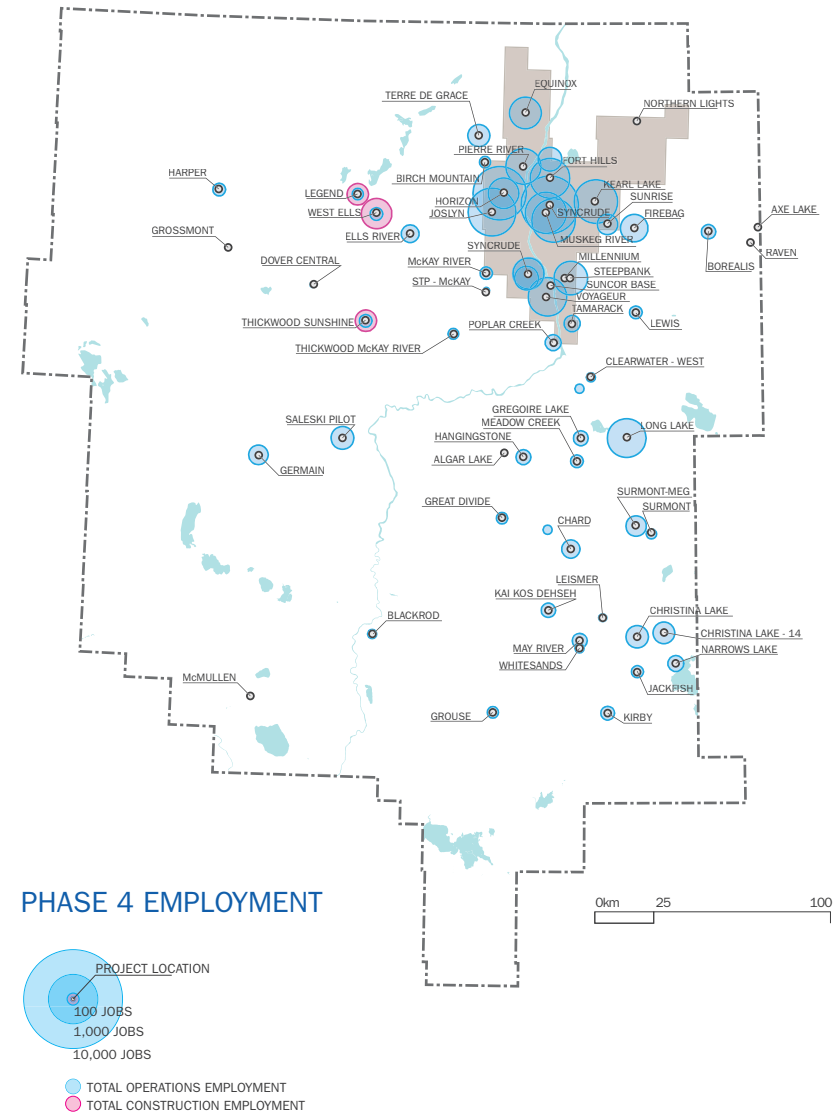 EQUINOX
TERRE DE GRACE
NORTHERN LIGHTS
PIERRE RIVER
FORT HILLS
HARPER
BIRCH MOUNTAIN
KEARL LAKE
LEGEND
HORIZON
SUNRISE
WEST ELLS
JOSLYN
SYNCRUDE
FIREBAG
AXE LAKE
GROSSMONT
ELLS RIVER
MUSKEG RIVER
SYNCRUDE
RAVEN
DOVER CENTRAL
McKAY RIVER
MILLENNIUM
BOREALIS
STEEPBANK
STP - McKAY
SUNCOR BASE
VOYAGEUR
TAMARACK
THICKWOOD SUNSHINE
POPLAR CREEK
LEWIS
THICKWOOD McKAY RIVER
CLEARWATER - WEST
GREGOIRE LAKE
SALESKI PILOT
MEADOW CREEK
LONG LAKE
HANGINGSTONE
ALGAR LAKE
GERMAIN
SURMONT-MEG
GREAT DIVIDE
SURMONT
CHARD
LEISMER
KAI KOS DEHSEH
BLACKROD
CHRISTINA LAKE
CHRISTINA LAKE - 14
MAY RIVER
NARROWS LAKE
WHITESANDS
McMULLEN
JACKFISH
GROUSE
KIRBY
PHASE 4 EMPLOYMENT
0km 25 100
PROJECT LOCATION
100 JOBS
1,000 JOBS
10,000 JOBS
TOTAL OPERATIONS EMPLOYMENT
TOTAL CONSTRUCTION EMPLOYMENT